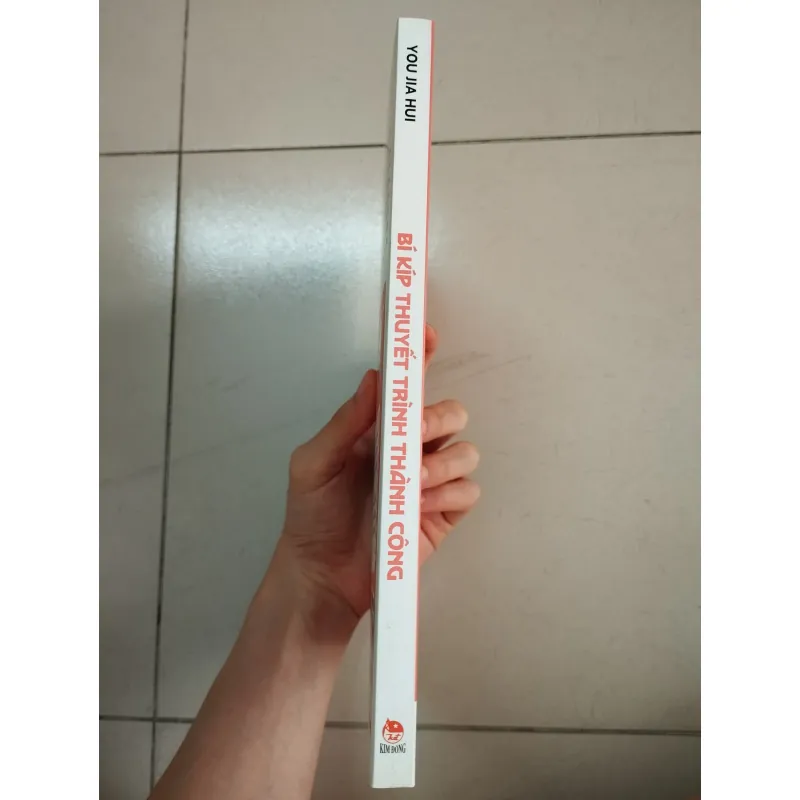 YOU JIA HUI
BÍ KÍP THUYẾT TRÌNH THÀNH CÔNG
KIM ĐỒNG